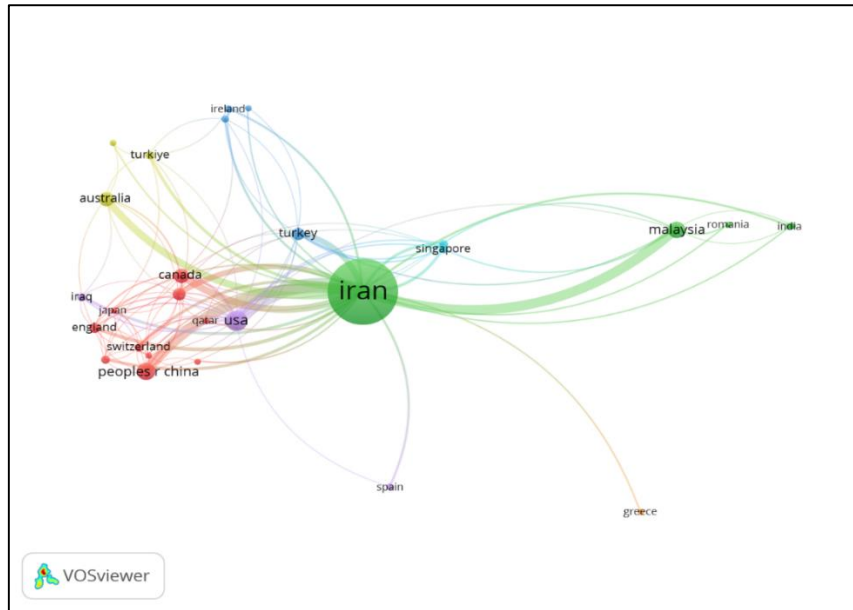 ireland
turkiye
australia
turkey
singapore
malaysia
romania
india
canada
iran
iraq
japan
qatar
usa
england
switzerland
peoples r china
spain
greece
VOSviewer